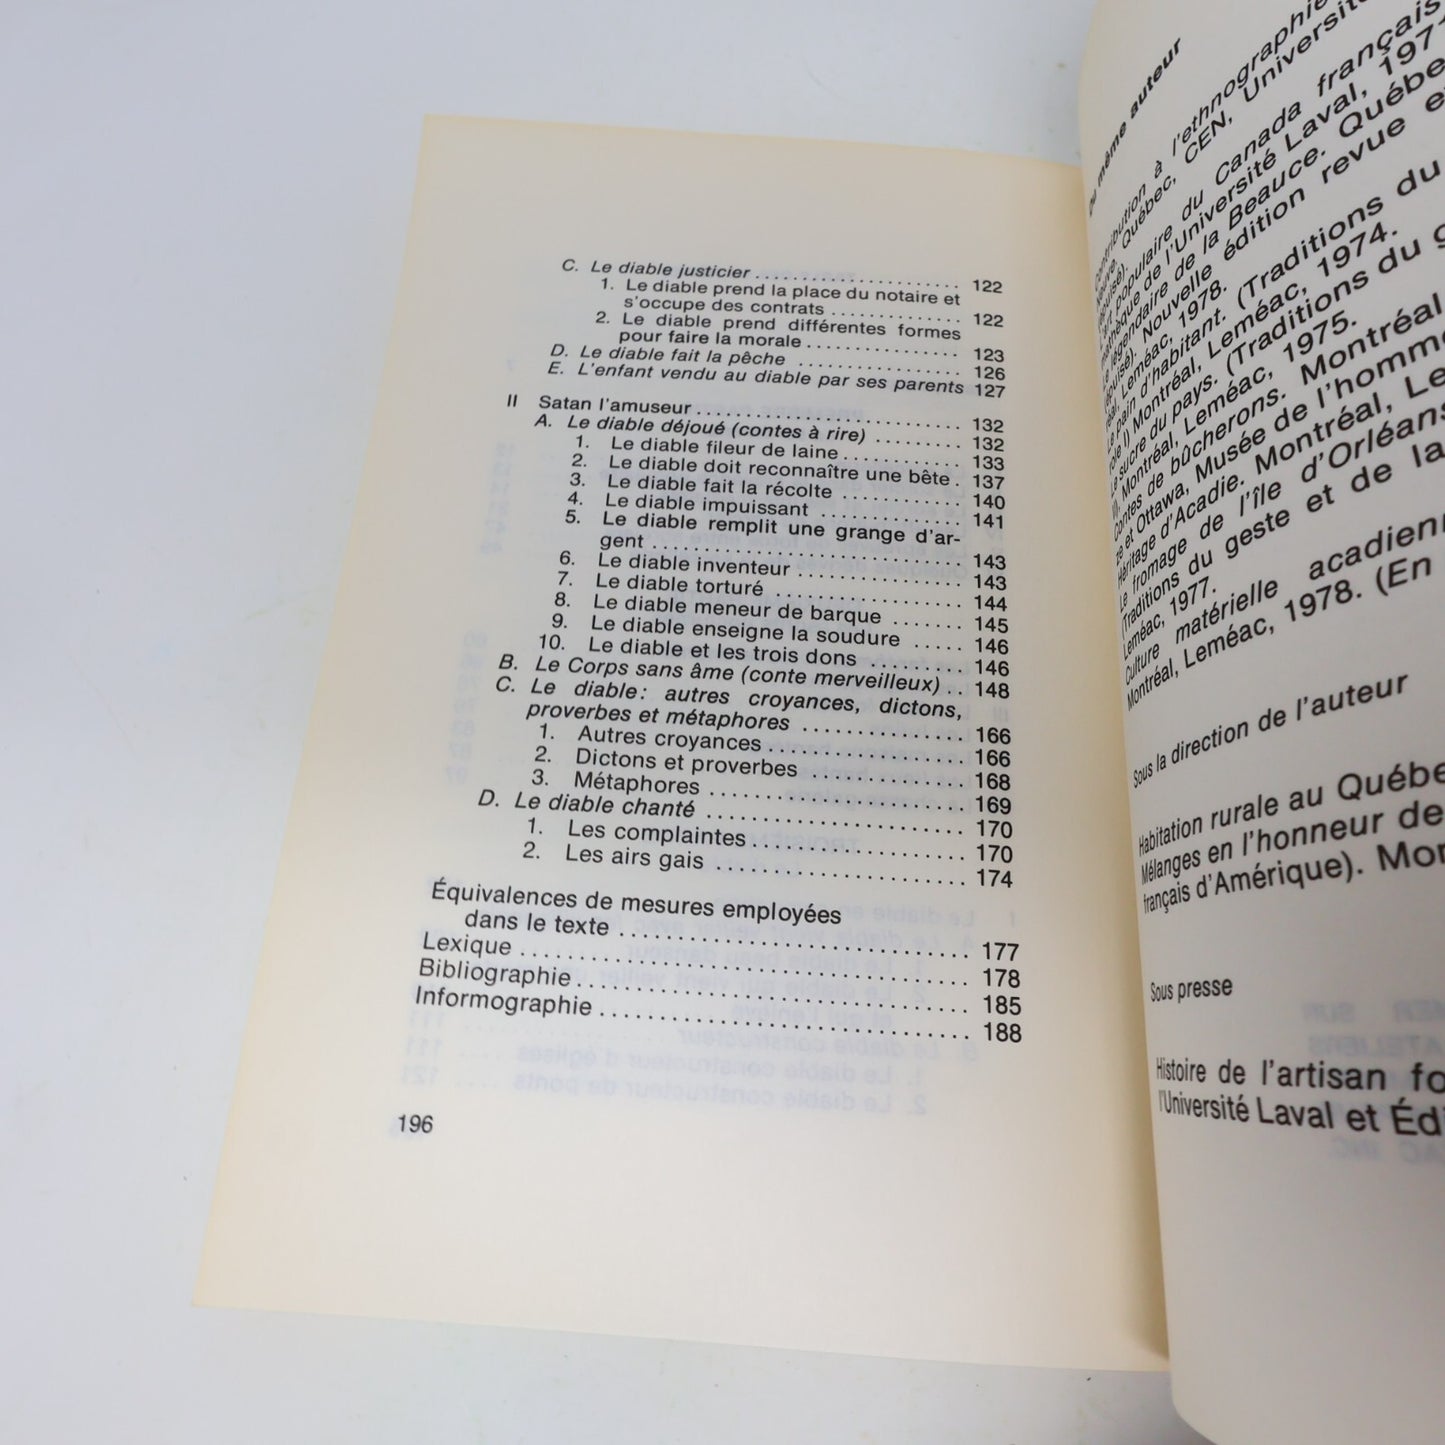 C. Le diable justicier ........................ 122
1. Le diable prend la place du notaire et
s'occupe des contrats ............... 122
2. Le diable prend différentes formes
pour faire la morale ................ 123
D. Le diable fait la pêche ................... 126
E. L'enfant vendu au diable par ses parents 127
II Satan l'amuseur ............................ 132
A. Le diable déjoué (contes à rire) ......... 132
1. Le diable fileur de laine ............. 133
2. Le diable doit reconnaître une bête . 137
3. Le diable fait la récolte ............ 140
4. Le diable impuissant .............. 141
5. Le diable remplit une grange d'ar-
gent ............................... 143
6. Le diable inventeur ................ 143
7. Le diable torturé ................... 144
8. Le diable meneur de barque ....... 145
9. Le diable enseigne la soudure ..... 146
10. Le diable et les trois dons ......... 146
B. Le Corps sans âme (conte merveilleux) .. 148
C. Le diable: autres croyances, dictons,
proverbes et métaphores ............... 166
1. Autres croyances .................. 166
2. Dictons et proverbes .............. 168
3. Métaphores ....................... 169
D. Le diable chanté ........................ 170
1. Les complaintes .................... 170
2. Les airs gais ...................... 174
Équivalences de mesures employées
dans le texte ............................. 177
Lexique ...................................... 178
Bibliographie ................................ 185
Informographie .............................. 188
196
Du même auteur
Contribution à l'ethnographie
Québec, CEN, Université
L'art populaire du Canada français
de l'Université Laval, 1971
Le légendaire de la Beauce. Québec
Nouvelle édition revue
Leméac, 1978.
Le pain d'habitant. (Traditions du
I) Montréal, Leméac, 1974.
Le sucre du pays. (Traditions du
II), Montréal, Leméac, 1975.
Contes de bûcherons. Montréal
et Ottawa, Musée de l'homme
Héritage d'Acadie. Montréal,
Le fromage de l'île d'Orléans
(Traditions du geste et de la
Leméac, 1977.
Culture matérielle acadienne
Montréal, Leméac, 1978. (En
Sous la direction de l'auteur
Habitation rurale au
Mélanges en l'honneur de
français d'Amérique).
Sous presse
Histoire de l'artisan
l'Université Laval et